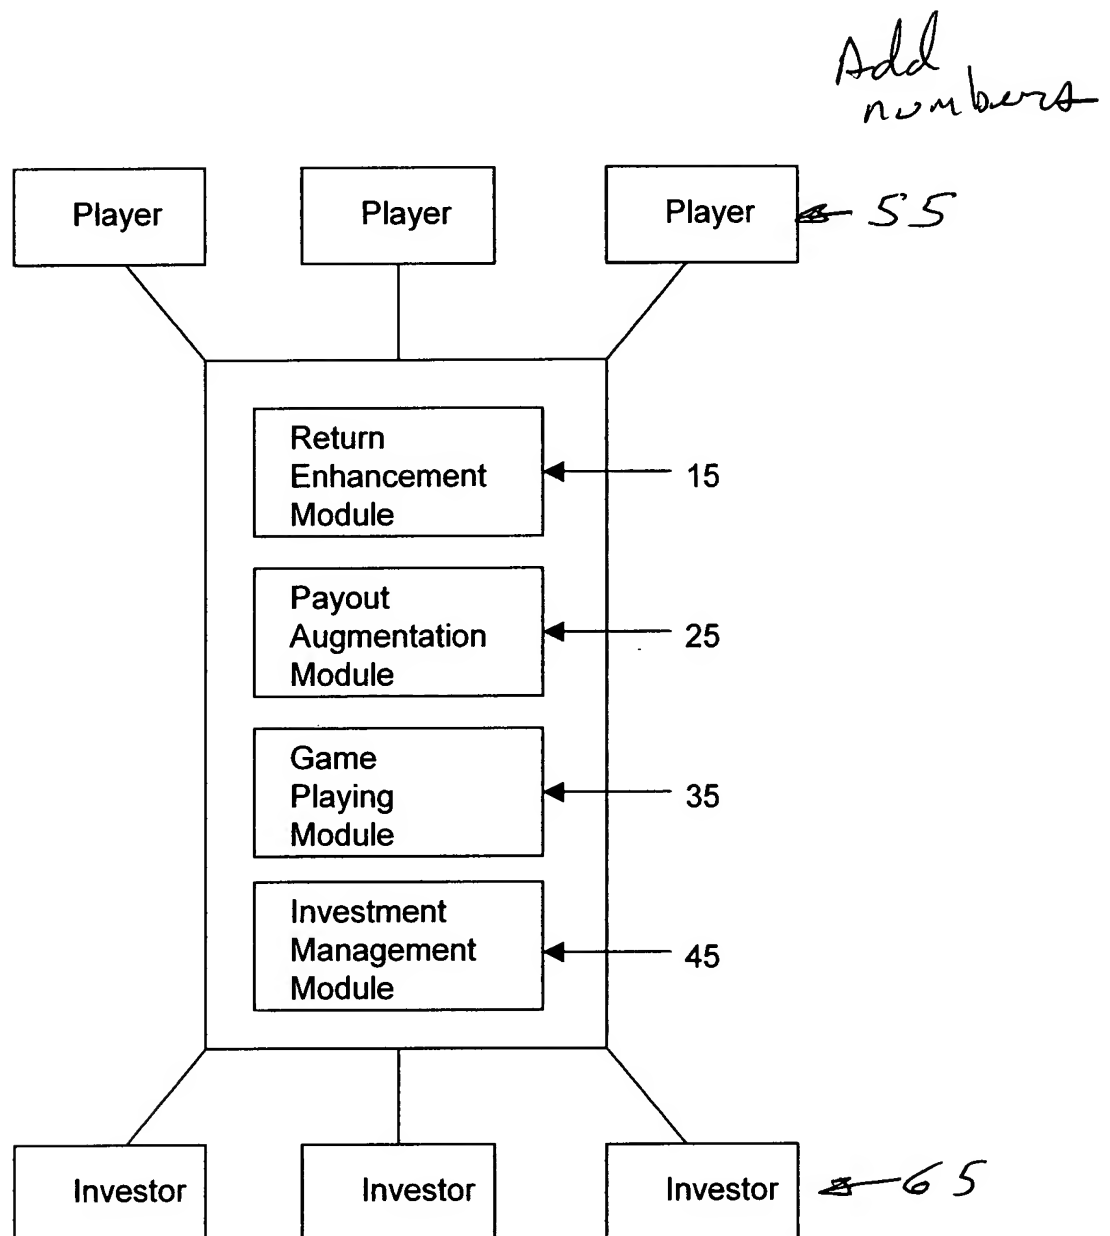 Add
numbers
Player Player Player 55
Return
Enhancement
Module
15
Payout
Augmentation
Module
25
Game
Playing
Module
35
Investment
Management
Module
45
Investor Investor Investor 65